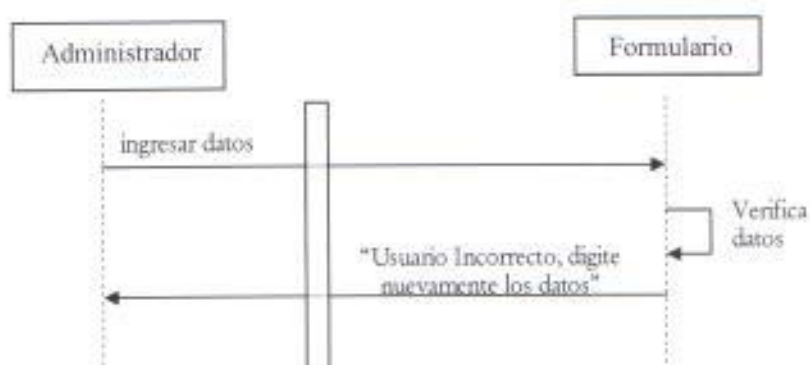 Administrador
Formulario
ingresar datos
Verifica
datos
"Usuario Incorrecto, digite
nuevamente los datos"